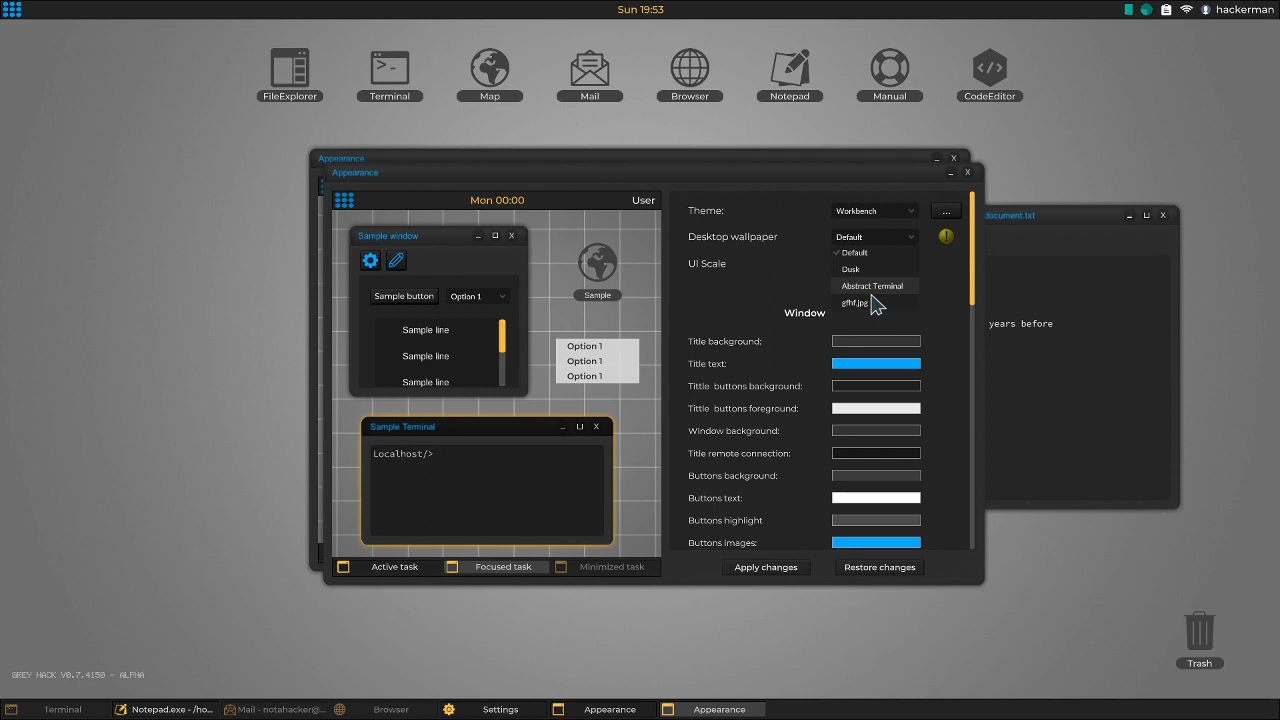 Sun 19:53
hackerman
FileExplorer
Terminal
Map
Mail
Browser
Notepad
Manual
CodeEditor
Appearance
_ X
Appearance
_ X
document.txt
years before
Mon 00:00
User
Sample window
Sample button
Option 1
Sample line
Sample line
Sample line
Sample
Option 1
Option 1
Option 1
Sample Terminal
Localhost/>
Active task
Focused task
Minimized task
Theme:
Workbench
...
Desktop wallpaper
Default
!
Default
Dusk
Abstract Terminal
gfhf.jpg
UI Scale
Window
Title background:
Title text:
Tittle buttons background:
Tittle buttons foreground:
Window background:
Title remote connection:
Buttons background:
Buttons text:
Buttons highlight
Buttons images:
Apply changes
Restore changes
Trash
GREY HACK V0.7.4150 - ALPHA
Terminal
Notepad.exe - /ho...
Mail - notahacker@...
Browser
Settings
Appearance
Appearance